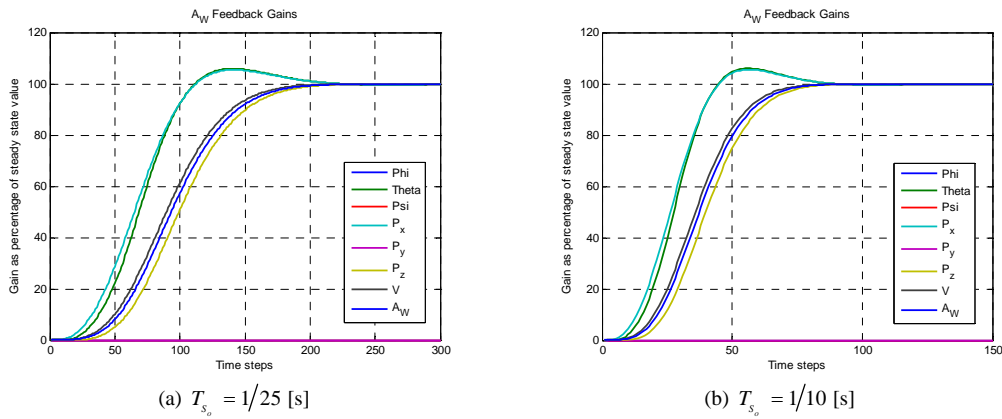 A_W Feedback Gains
120
100
80
60
40
20
0
Gain as percentage of steady state value
0 50 100 150 200 250 300
Time steps
Phi
Theta
Psi
P_x
P_y
P_z
V
A_W
(a) T_{s_o} = 1/25 [s]
A_W Feedback Gains
120
100
80
60
40
20
0
Gain as percentage of steady state value
0 50 100 150
Time steps
Phi
Theta
Psi
P_x
P_y
P_z
V
A_W
(b) T_{s_o} = 1/10 [s]